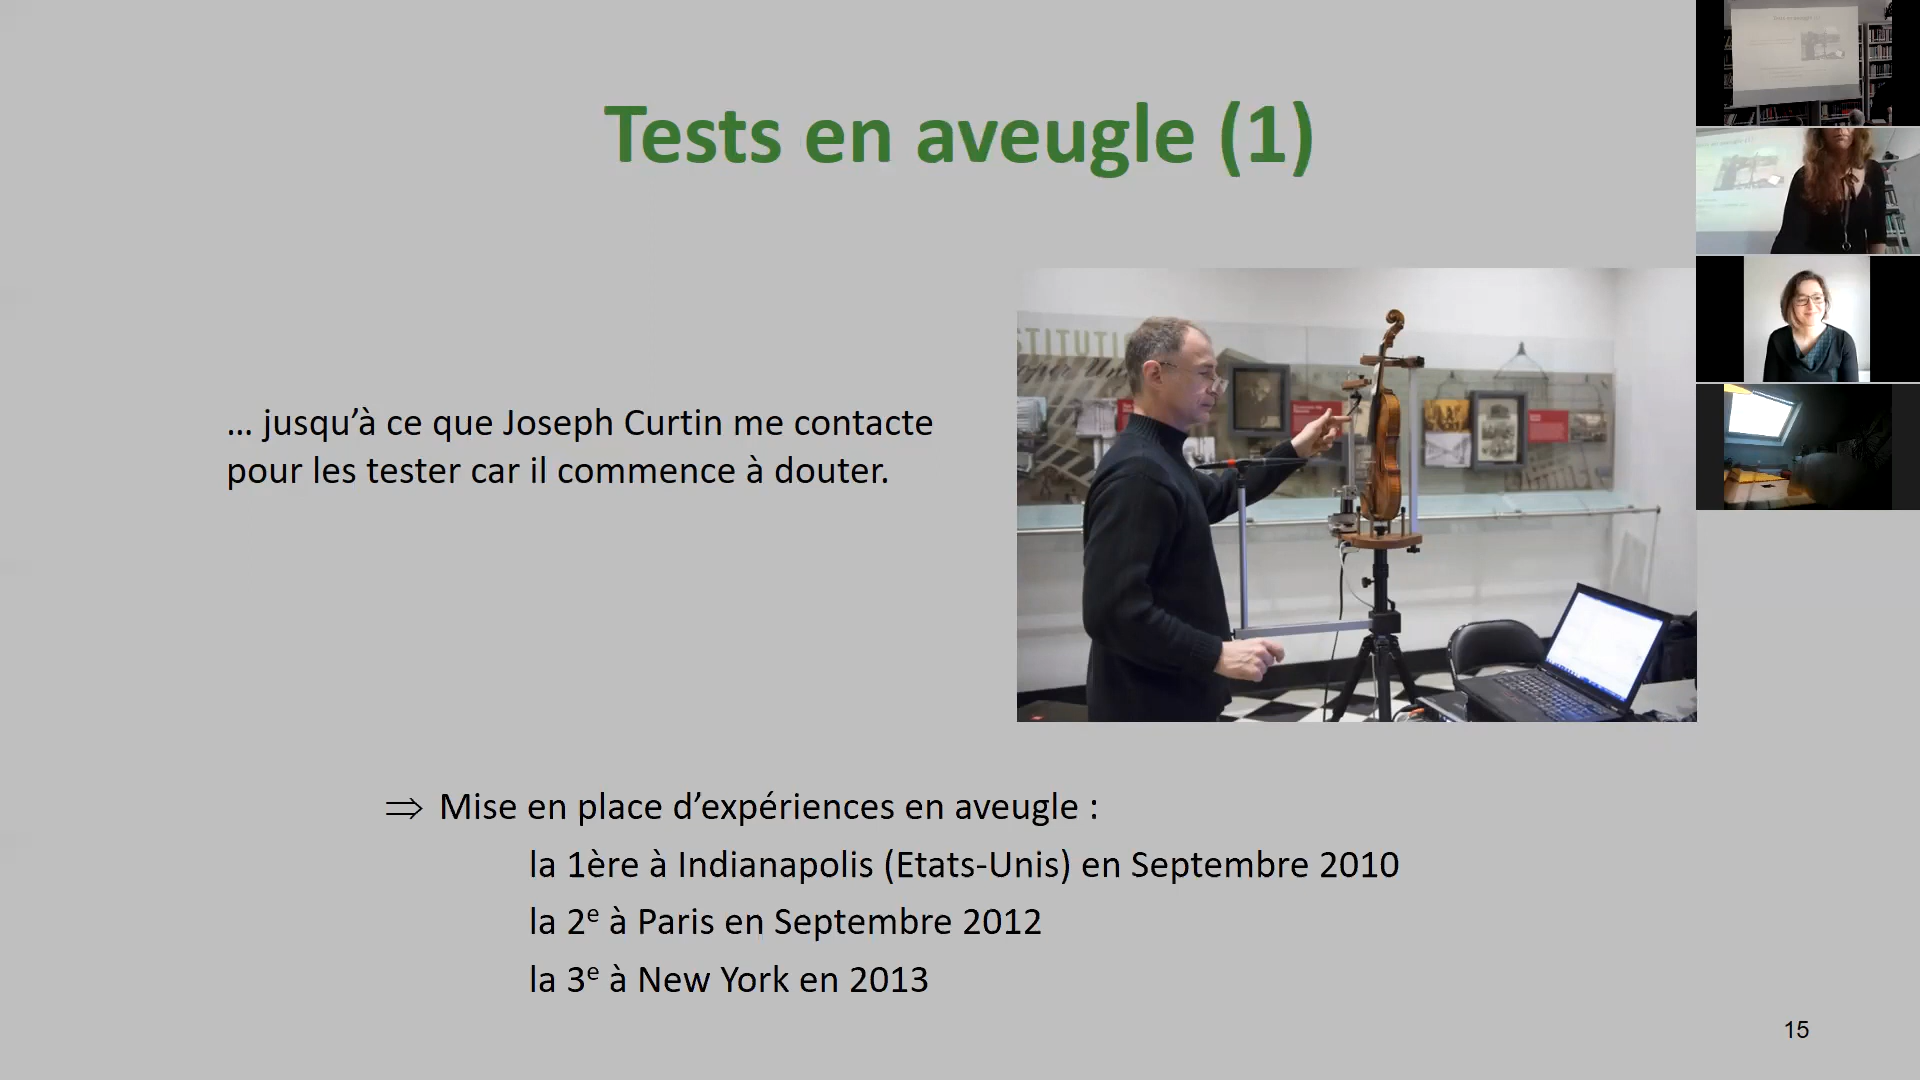 Tests en aveugle (1)
… jusqu’à ce que Joseph Curtin me contacte
pour les tester car il commence à douter.
STITUTI
⇒ Mise en place d’expériences en aveugle :
la 1ère à Indianapolis (Etats-Unis) en Septembre 2010
la 2e à Paris en Septembre 2012
la 3e à New York en 2013
15